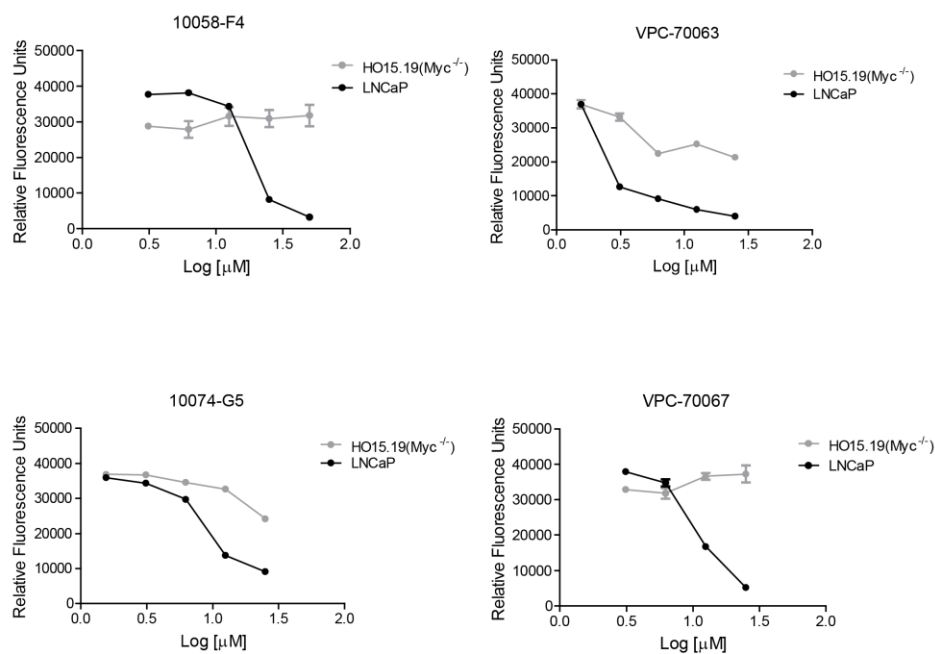 10058-F4
Relative Fluorescence Units
50000
40000
30000
20000
10000
0
0.0 0.5 1.0 1.5 2.0
Log [μM]
HO15.19(Myc⁻/⁻)
LNCaP
VPC-70063
Relative Fluorescence Units
50000
40000
30000
20000
10000
0
0.0 0.5 1.0 1.5 2.0
Log [μM]
HO15.19(Myc⁻/⁻)
LNCaP
10074-G5
Relative Fluorescence Units
50000
40000
30000
20000
10000
0
0.0 0.5 1.0 1.5 2.0
Log [μM]
HO15.19(Myc⁻/⁻)
LNCaP
VPC-70067
Relative Fluorescence Units
50000
40000
30000
20000
10000
0
0.0 0.5 1.0 1.5 2.0
Log [μM]
HO15.19(Myc⁻/⁻)
LNCaP